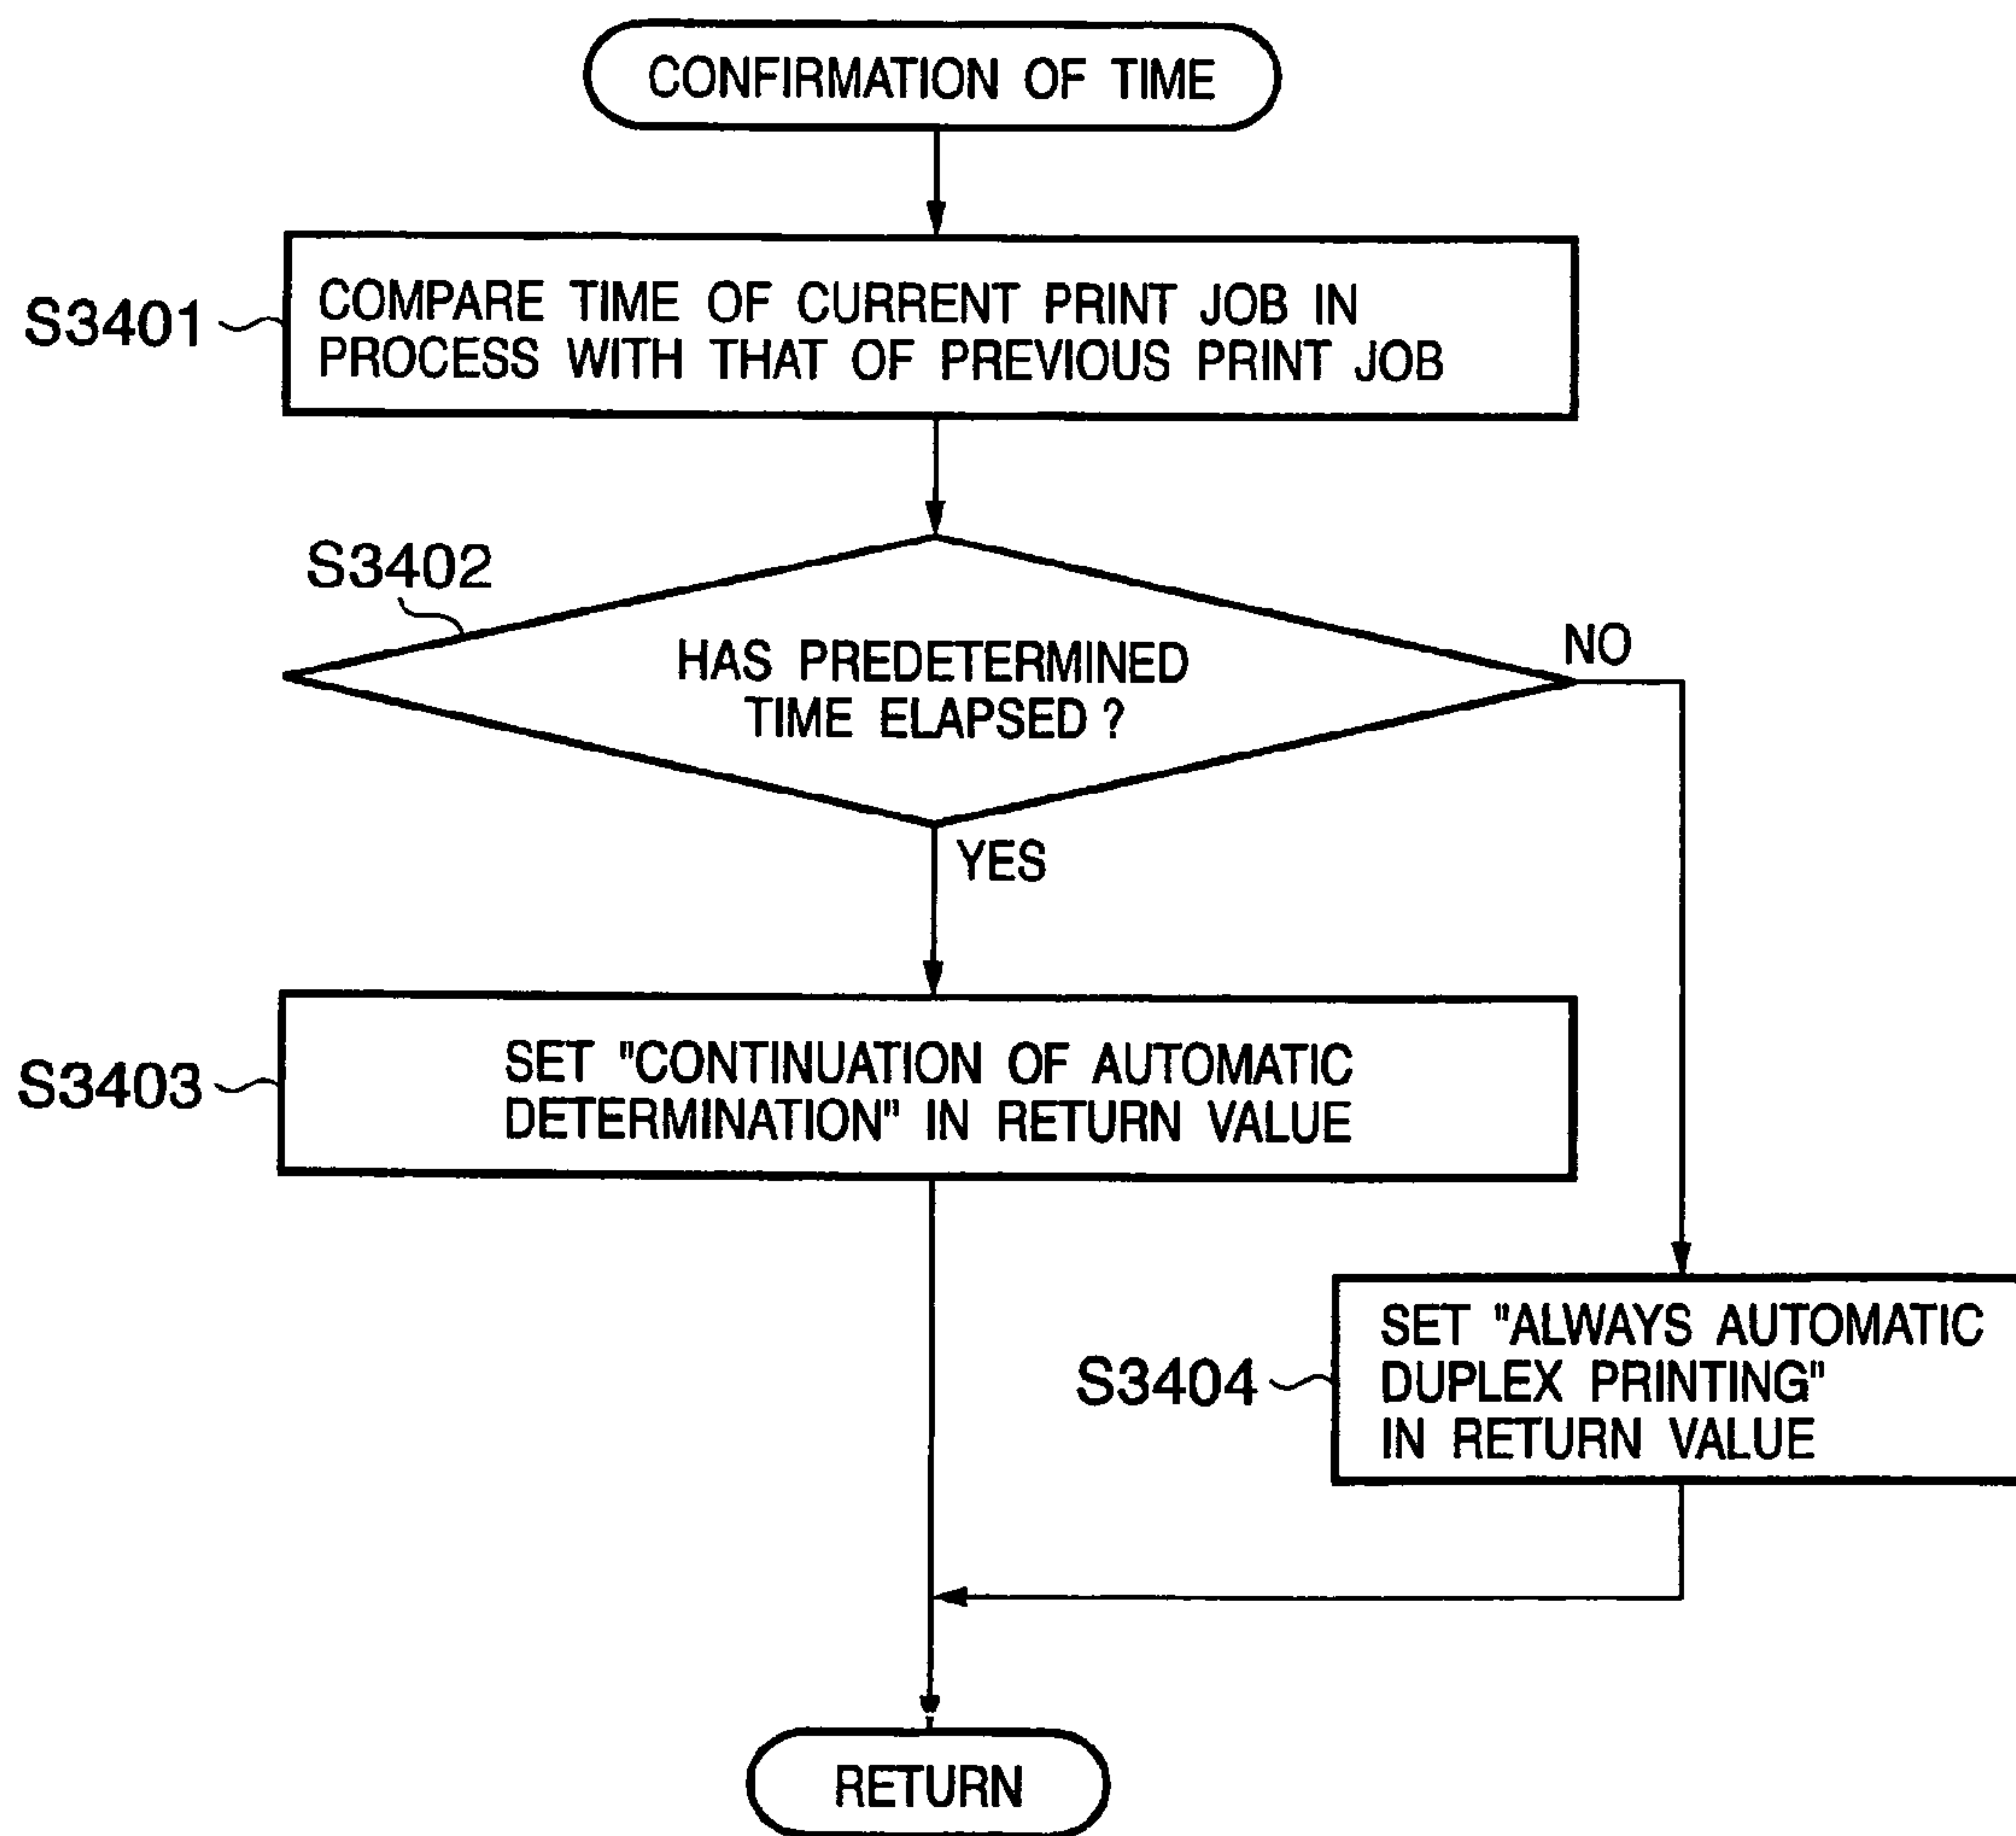 CONFIRMATION OF TIME
S3401
COMPARE TIME OF CURRENT PRINT JOB IN
PROCESS WITH THAT OF PREVIOUS PRINT JOB
S3402
HAS PREDETERMINED
TIME ELAPSED ?
NO
YES
S3403
SET "CONTINUATION OF AUTOMATIC
DETERMINATION" IN RETURN VALUE
S3404
SET "ALWAYS AUTOMATIC
DUPLEX PRINTING"
IN RETURN VALUE
RETURN